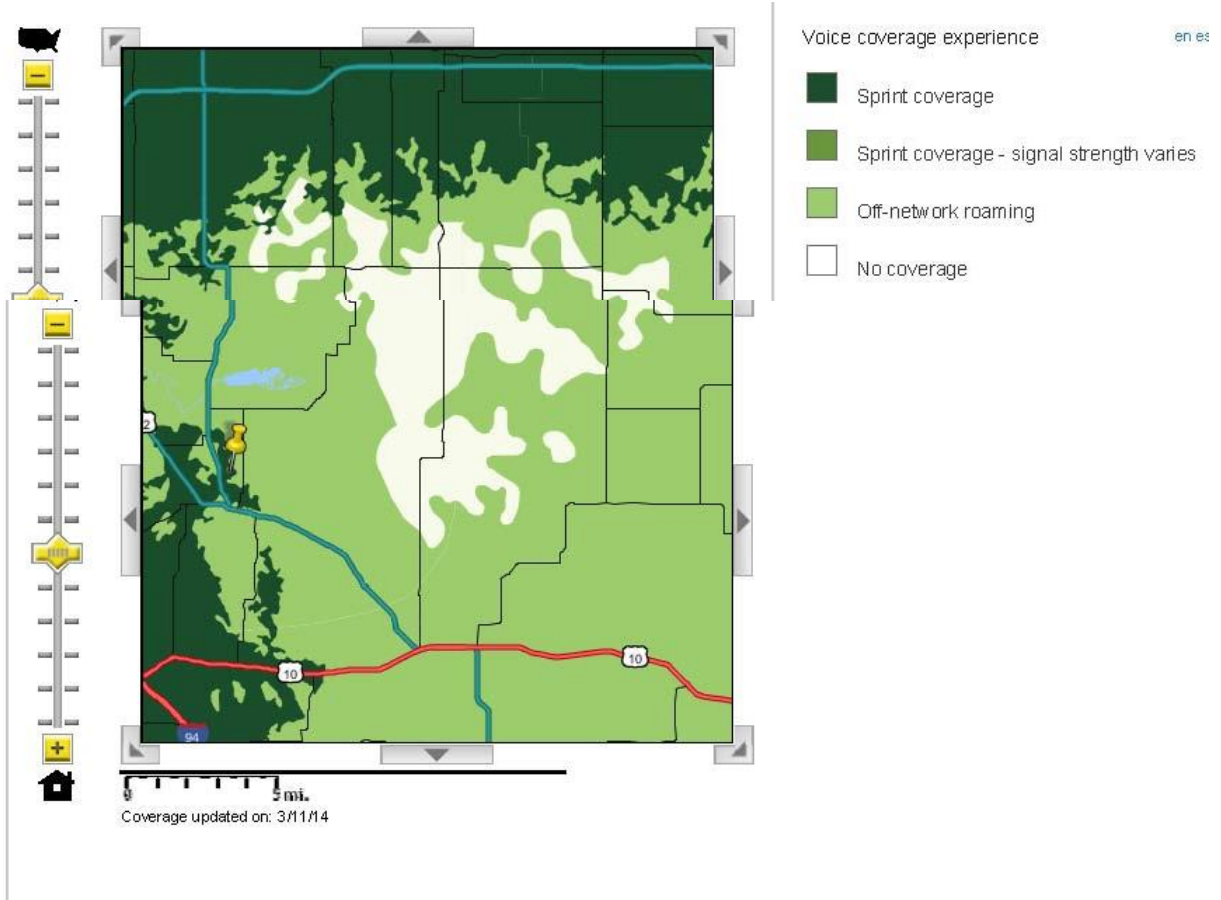 Voice coverage experience
en es
Sprint coverage
Sprint coverage - signal strength varies
Off-network roaming
No coverage
2
10
10
94
0 5 mi.
Coverage updated on: 3/11/14